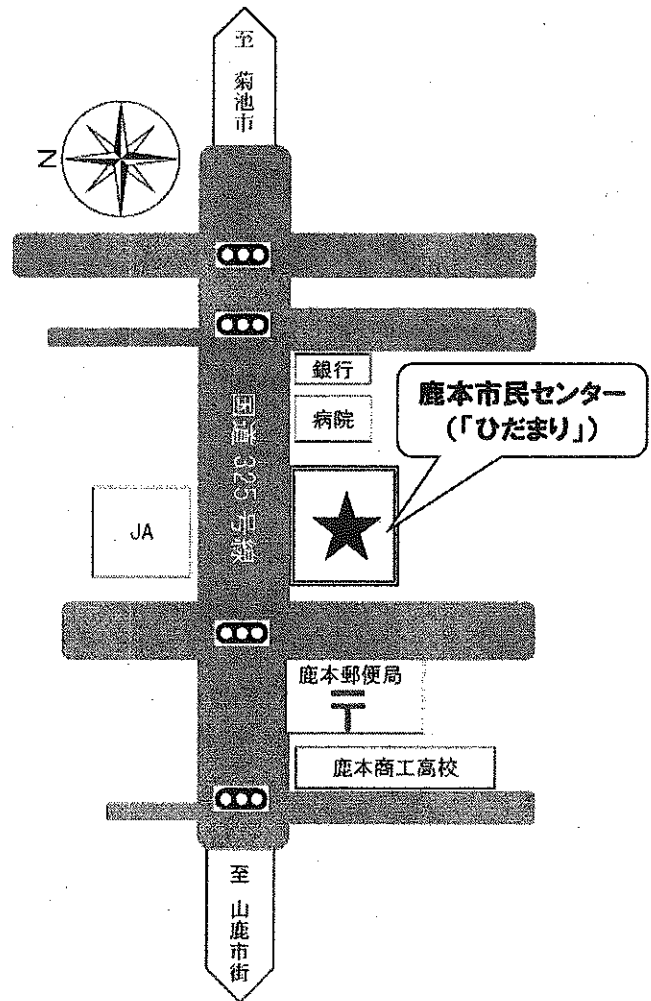 至 菊池市
N
銀行
鹿本市民センター
(「ひだまり」)
病院
国道325号線
JA
鹿本郵便局
〒
鹿本商工高校
至 山鹿市街